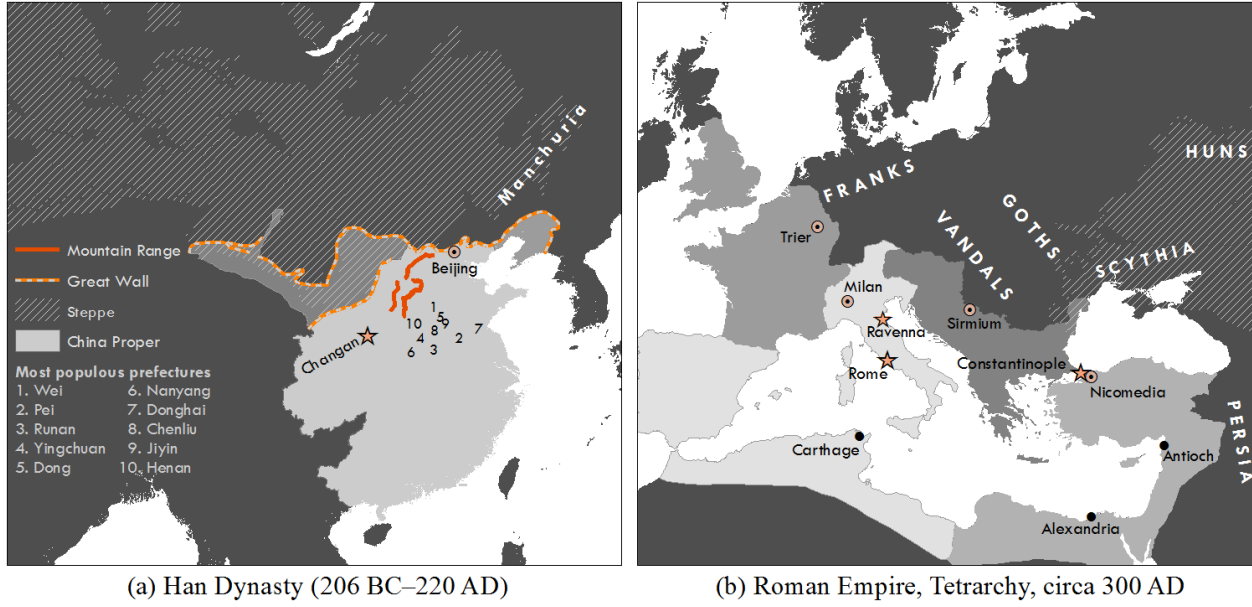 Manchuria
Mountain Range
Great Wall
Steppe
China Proper
Most populous prefectures
1. Wei
2. Pei
3. Runan
4. Yingchuan
5. Dong
6. Nanyang
7. Donghai
8. Chenliu
9. Jiyin
10. Henan
Beijing
Changan
1
5
9
10
8
7
4
2
6
3
(a) Han Dynasty (206 BC–220 AD)
HUNS
FRANKS
GOTHS
VANDALS
SCYTHIA
PERSIA
Trier
Milan
Ravenna
Sirmium
Rome
Constantinople
Nicomedia
Carthage
Antioch
Alexandria
(b) Roman Empire, Tetrarchy, circa 300 AD